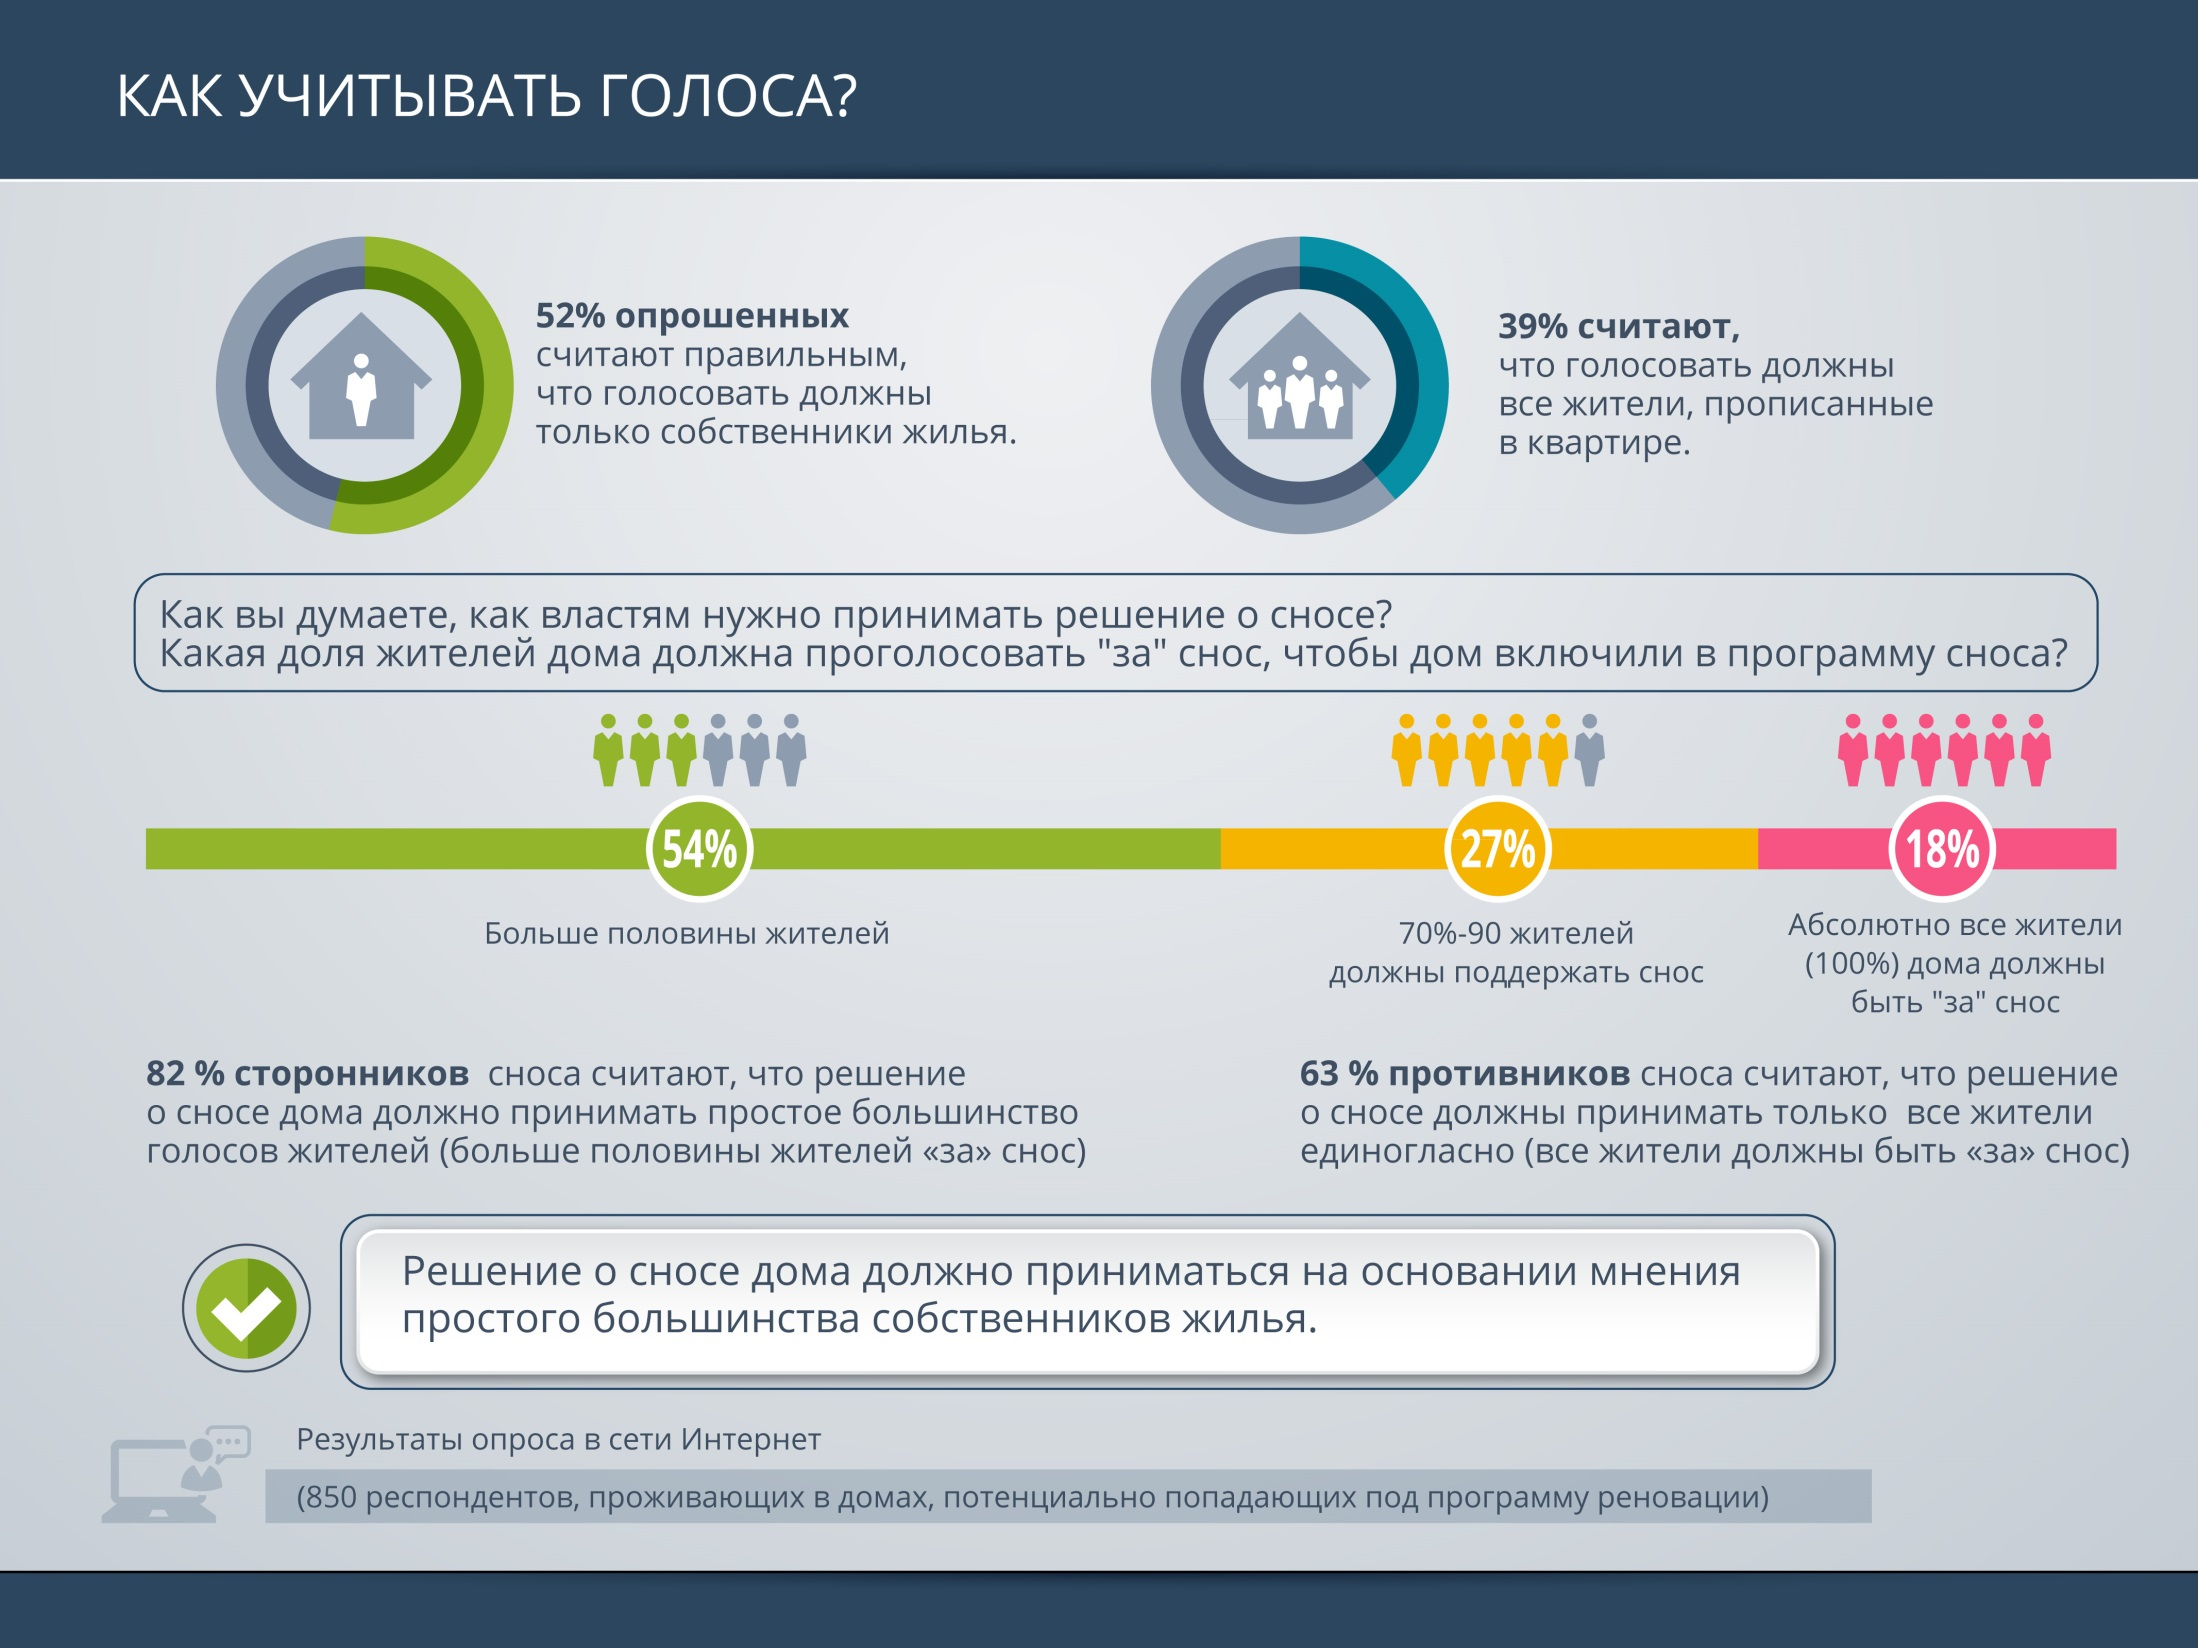 КАК УЧИТЫВАТЬ ГОЛОСА?
52% опрошенных
считают правильным,
что голосовать должны
только собственники жилья.
39% считают,
что голосовать должны
все жители, прописанные
в квартире.
Как вы думаете, как властям нужно принимать решение о сносе?
Какая доля жителей дома должна проголосовать "за" снос, чтобы дом включили в программу сноса?
54%
27%
18%
Больше половины жителей
70%-90 жителей
должны поддержать снос
Абсолютно все жители
(100%) дома должны
быть "за" снос
82 % сторонников сноса считают, что решение
о сносе дома должно принимать простое большинство
голосов жителей (больше половины жителей «за» снос)
63 % противников сноса считают, что решение
о сносе должны принимать только все жители
единогласно (все жители должны быть «за» снос)
Решение о сносе дома должно приниматься на основании мнения
простого большинства собственников жилья.
Результаты опроса в сети Интернет
(850 респондентов, проживающих в домах, потенциально попадающих под программу реновации)